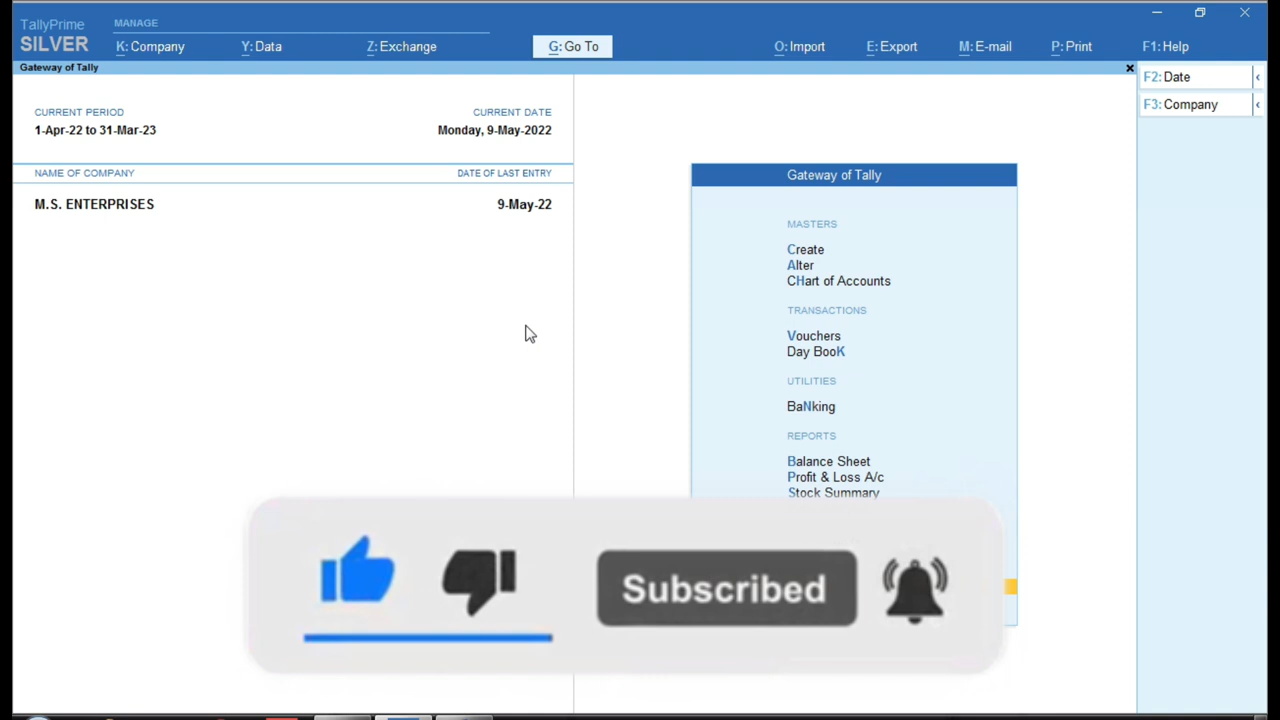 TallyPrime
SILVER
MANAGE
K: Company
Y: Data
Z: Exchange
G: Go To
O: Import
E: Export
M: E-mail
P: Print
F1: Help
Gateway of Tally
F2: Date
F3: Company
CURRENT PERIOD
CURRENT DATE
1-Apr-22 to 31-Mar-23
Monday, 9-May-2022
NAME OF COMPANY
DATE OF LAST ENTRY
M.S. ENTERPRISES
9-May-22
Gateway of Tally
MASTERS
Create
Alter
CHart of Accounts
TRANSACTIONS
Vouchers
Day BooK
UTILITIES
BaNking
REPORTS
Balance Sheet
Profit & Loss A/c
Stock Summary
Subscribed